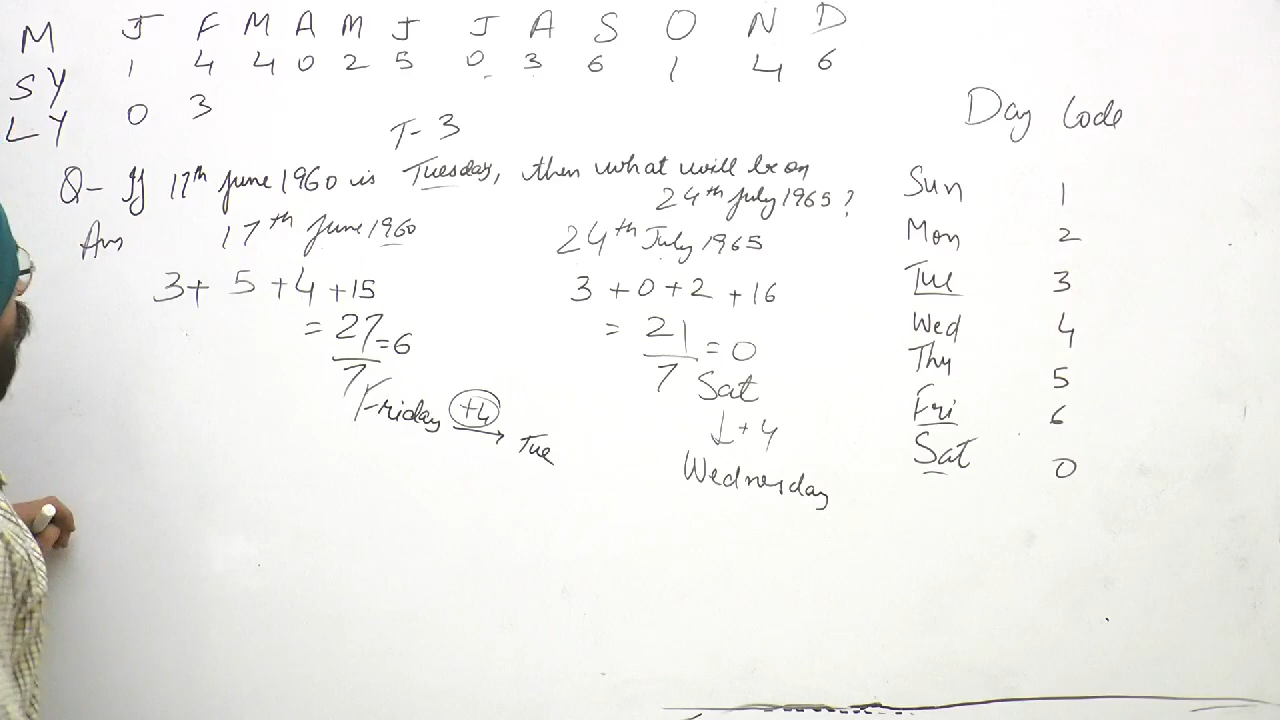 M J F M A M J J A S O N D
SY 1 4 4 0 2 5 0 3 6 1 4 6
LY 0 3
T-3
Q- If 17th June 1960 is Tuesday, then what will be on
24th July 1965?
Ans 17th June 1960
3+ 5 +4 +15
= 27/7 = 6
Friday +4 → Tue
24th July 1965
3 +0 +2 +16
= 21/7 = 0
Sat
↓ +4
Wednesday
Day Code
Sun 1
Mon 2
Tue 3
Wed 4
Thu 5
Fri 6
Sat 0